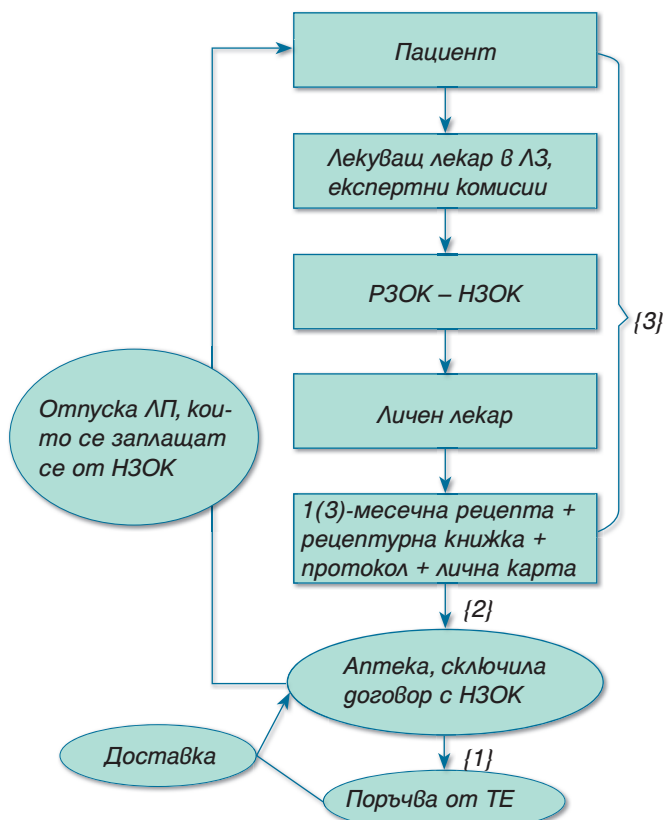 Пациент
Лекуващ лекар в ЛЗ,
експертни комисии
РЗОК – НЗОК
{3}
Личен лекар
Отпуска ЛП, кои-
то се заплащат
се от НЗОК
1(3)-месечна рецепта +
рецептурна книжка +
протокол + лична карта
{2}
Аптека, сключила
договор с НЗОК
Доставка
{1}
Поръчва от ТЕ